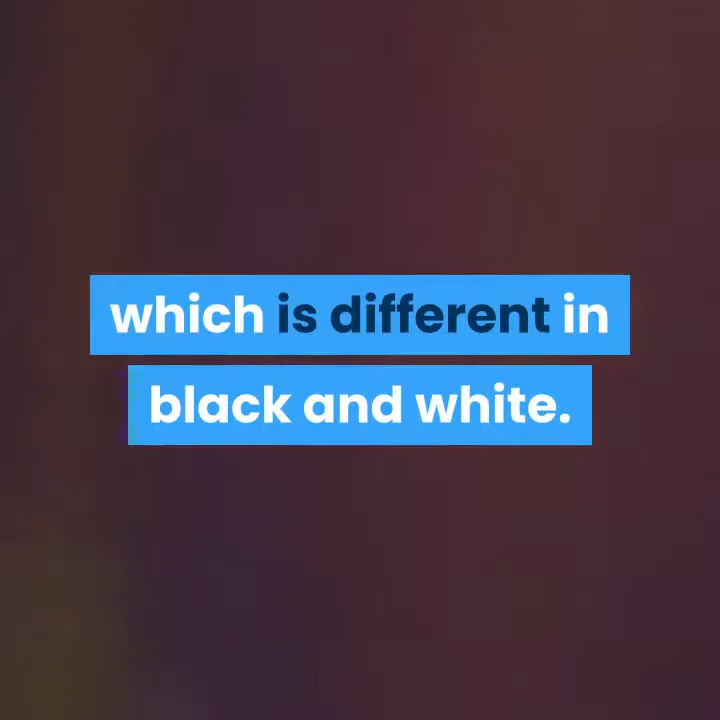 which is different in
black and white.